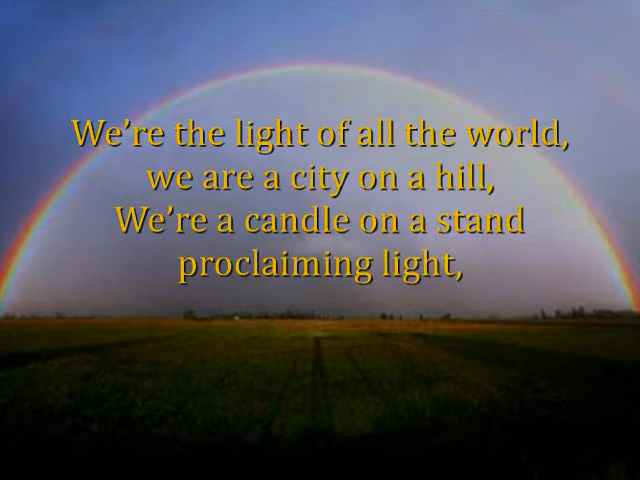 We’re the light of all the world,
we are a city on a hill,
We’re a candle on a stand
proclaiming light,